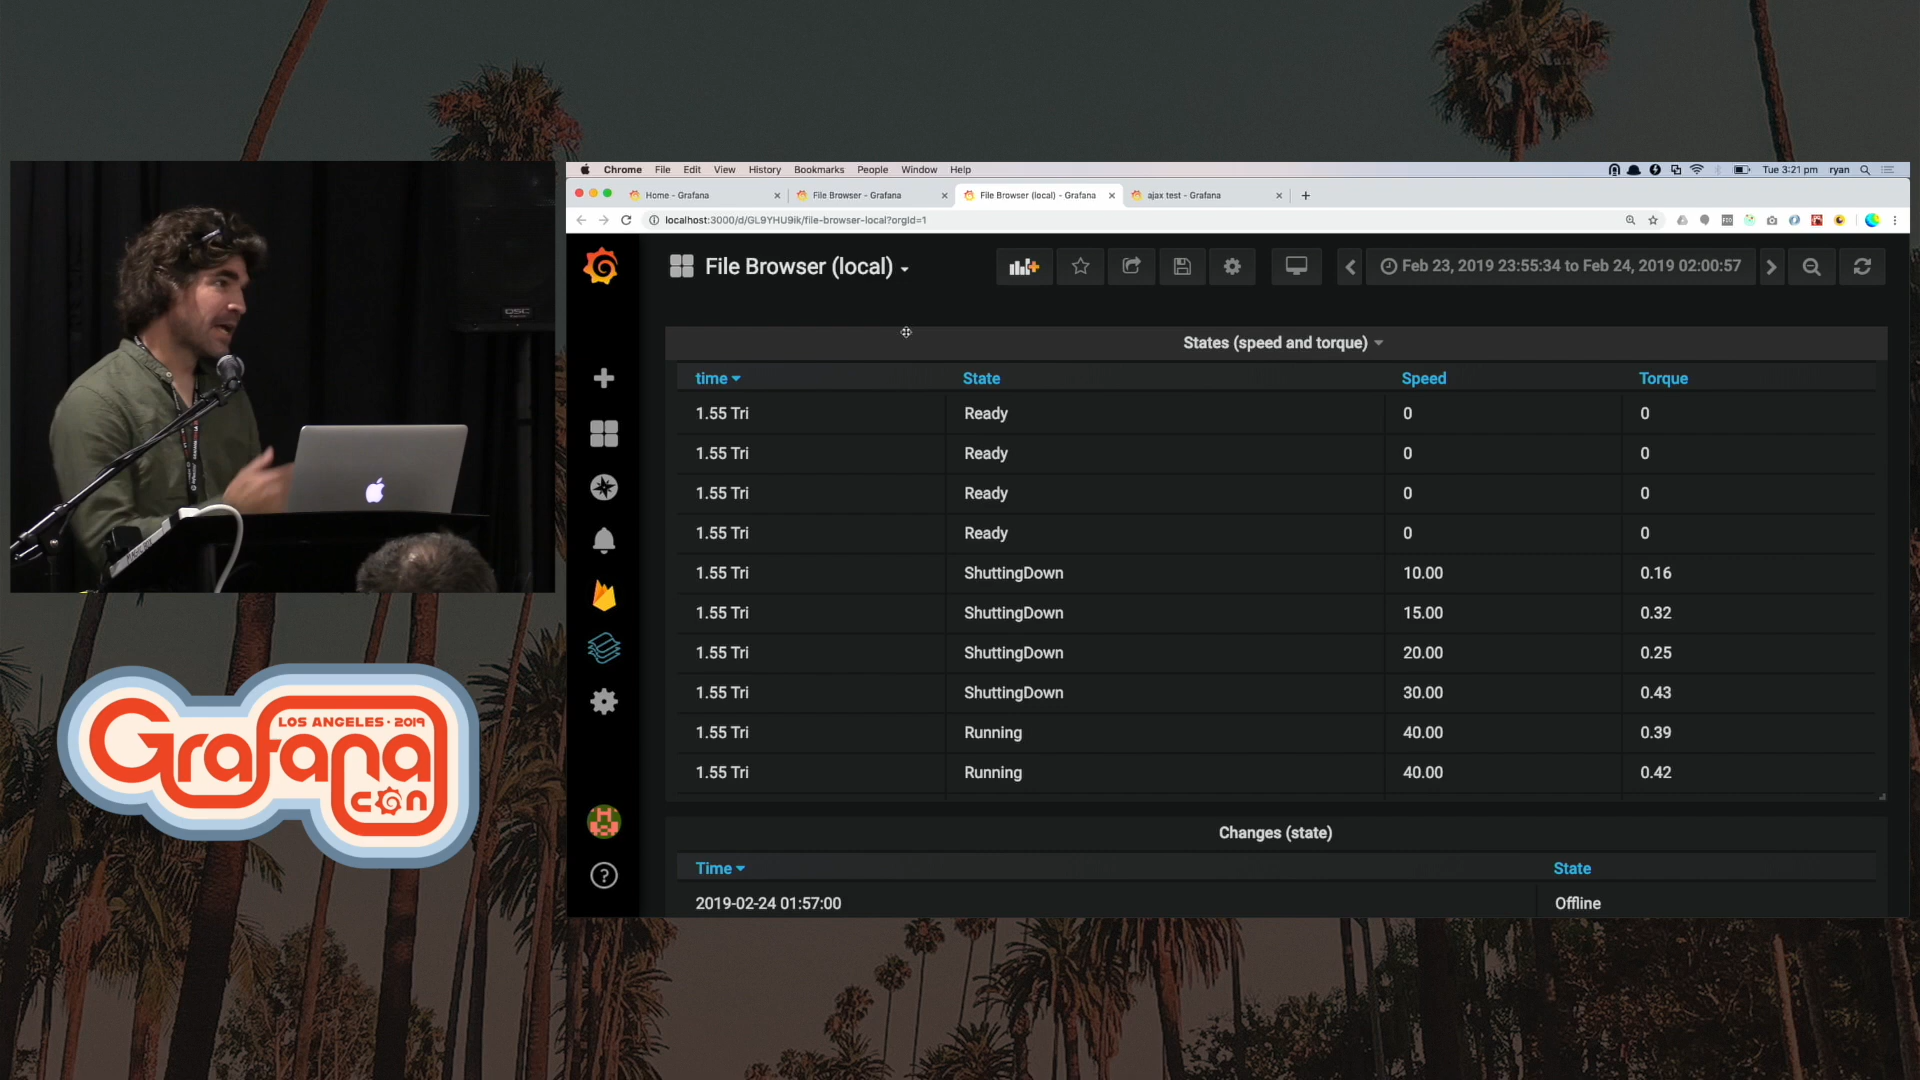 Chrome File Edit View History Bookmarks People Window Help Tue 3:21 pm ryan
Home - Grafana File Browser - Grafana File Browser (local) - Grafana ajax test - Grafana
localhost:3000/d/GL9YHU9ik/file-browser-local?orgId=1
File Browser (local) Feb 23, 2019 23:55:34 to Feb 24, 2019 02:00:57
States (speed and torque)
time State Speed Torque
1.55 Tri Ready 0 0
1.55 Tri Ready 0 0
1.55 Tri Ready 0 0
1.55 Tri Ready 0 0
1.55 Tri ShuttingDown 10.00 0.16
1.55 Tri ShuttingDown 15.00 0.32
1.55 Tri ShuttingDown 20.00 0.25
1.55 Tri ShuttingDown 30.00 0.43
1.55 Tri Running 40.00 0.39
1.55 Tri Running 40.00 0.42
Changes (state)
Time State
2019-02-24 01:57:00 Offline
QSC
LOS ANGELES · 2019
Grafana
con